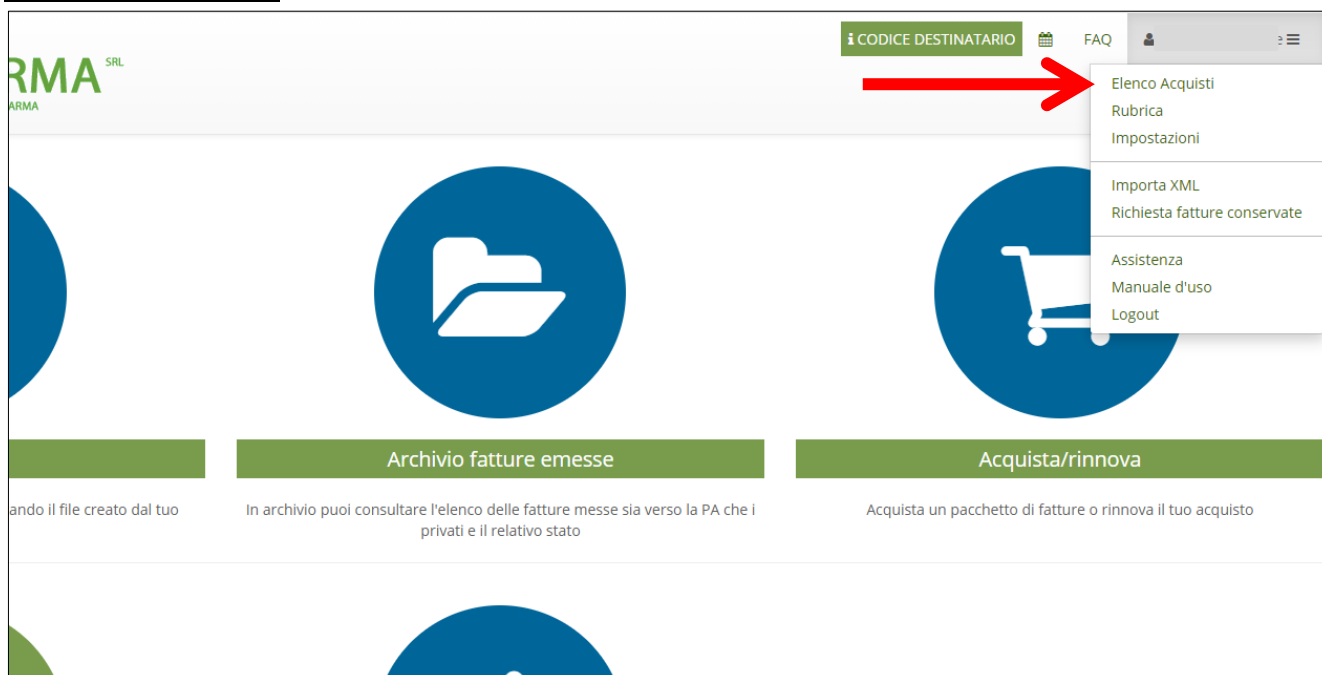 i CODICE DESTINATARIO
FAQ
RMA SRL
ARMA
Elenco Acquisti
Rubrica
Impostazioni
Importa XML
Richiesta fatture conservate
Assistenza
Manuale d'uso
Logout
Archivio fatture emesse
Acquista/rinnova
ando il file creato dal tuo
In archivio puoi consultare l'elenco delle fatture messe sia verso la PA che i
privati e il relativo stato
Acquista un pacchetto di fatture o rinnova il tuo acquisto